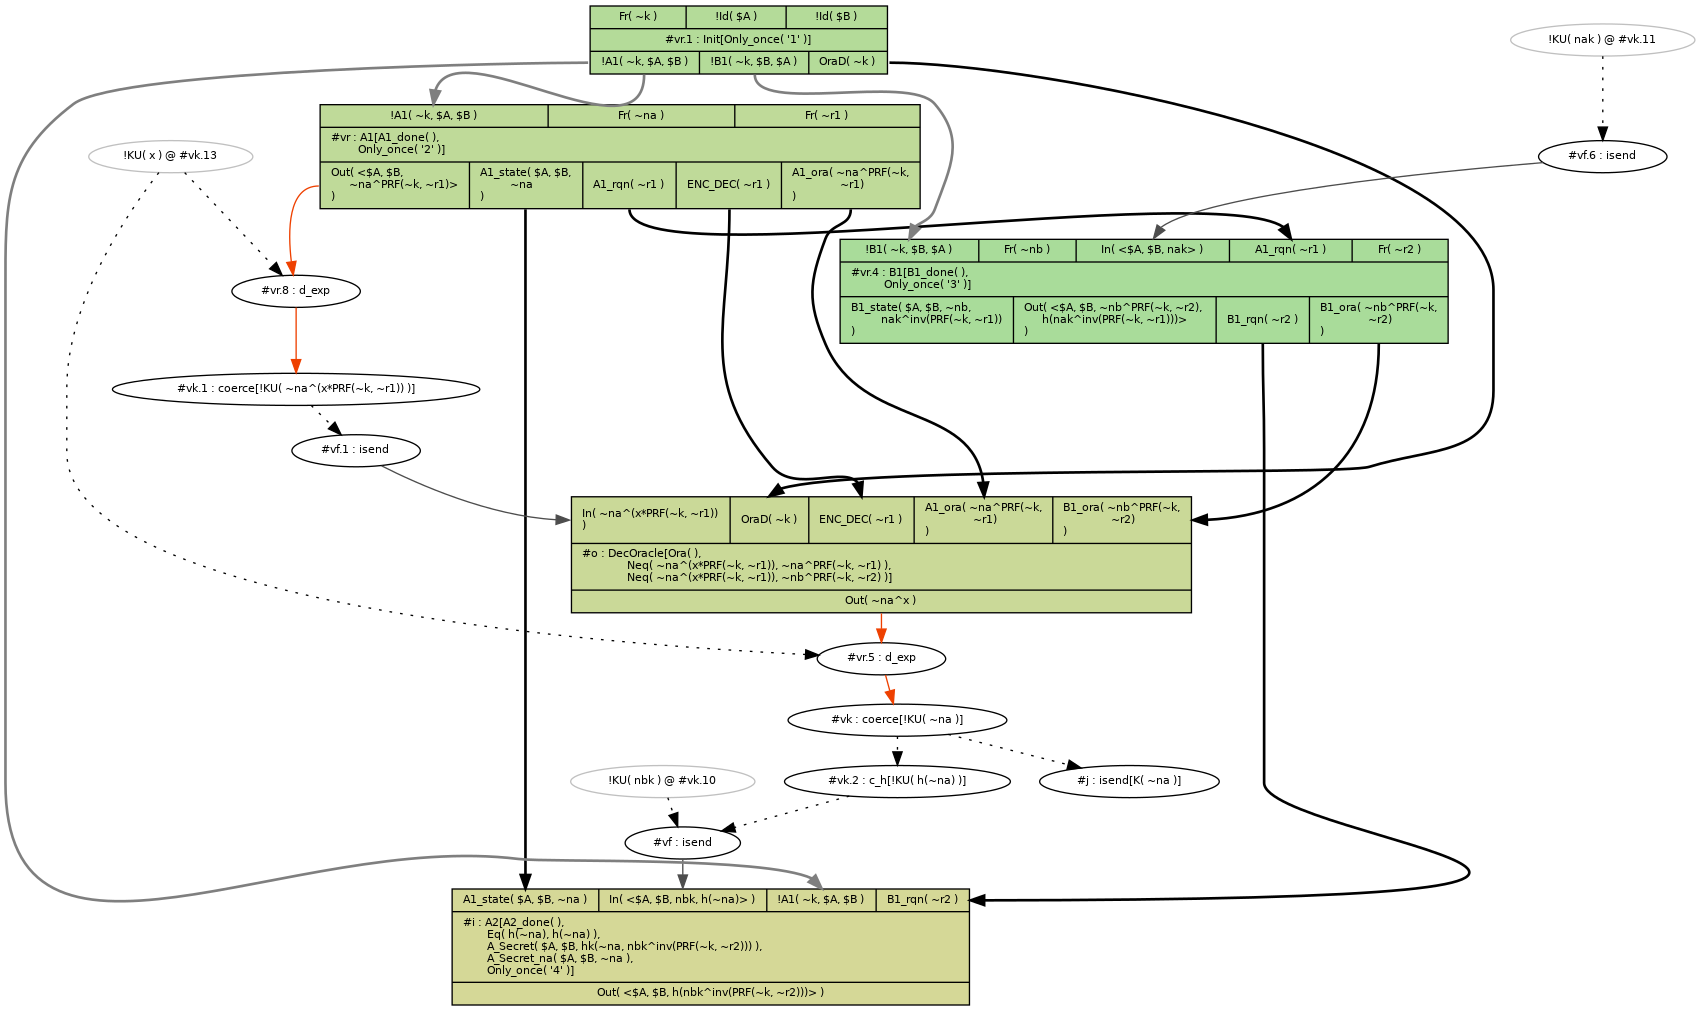 Fr( ~k )
!Id( $A )
!Id( $B )
#vr.1 : Init[Only_once( '1' )]
!A1( ~k, $A, $B )
!B1( ~k, $B, $A )
OraD( ~k )
!KU( nak ) @ #vk.11
!A1( ~k, $A, $B )
Fr( ~na )
Fr( ~r1 )
#vr : A1[A1_done( ),
Only_once( '2' )]
Out( <$A, $B,
~na^PRF(~k, ~r1)>
)
A1_state( $A, $B,
~na
)
A1_rqn( ~r1 )
ENC_DEC( ~r1 )
A1_ora( ~na^PRF(~k,
~r1)
)
!KU( x ) @ #vk.13
#vf.6 : isend
!B1( ~k, $B, $A )
Fr( ~nb )
In( <$A, $B, nak> )
A1_rqn( ~r1 )
Fr( ~r2 )
#vr.4 : B1[B1_done( ),
Only_once( '3' )]
B1_state( $A, $B, ~nb,
nak^inv(PRF(~k, ~r1))
)
Out( <$A, $B, ~nb^PRF(~k, ~r2),
h(nak^inv(PRF(~k, ~r1)))>
)
B1_rqn( ~r2 )
B1_ora( ~nb^PRF(~k,
~r2)
)
#vr.8 : d_exp
#vk.1 : coerce[!KU( ~na^(x*PRF(~k, ~r1)) )]
#vf.1 : isend
In( ~na^(x*PRF(~k, ~r1))
)
OraD( ~k )
ENC_DEC( ~r1 )
A1_ora( ~na^PRF(~k,
~r1)
)
B1_ora( ~nb^PRF(~k,
~r2)
)
#o : DecOracle[Ora( ),
Neq( ~na^(x*PRF(~k, ~r1)), ~na^PRF(~k, ~r1) ),
Neq( ~na^(x*PRF(~k, ~r1)), ~nb^PRF(~k, ~r2) )]
Out( ~na^x )
#vr.5 : d_exp
#vk : coerce[!KU( ~na )]
!KU( nbk ) @ #vk.10
#vk.2 : c_h[!KU( h(~na) )]
#j : isend[K( ~na )]
#vf : isend
A1_state( $A, $B, ~na )
In( <$A, $B, nbk, h(~na)> )
!A1( ~k, $A, $B )
B1_rqn( ~r2 )
#i : A2[A2_done( ),
Eq( h(~na), h(~na) ),
A_Secret( $A, $B, hk(~na, nbk^inv(PRF(~k, ~r2))) ),
A_Secret_na( $A, $B, ~na ),
Only_once( '4' )]
Out( <$A, $B, h(nbk^inv(PRF(~k, ~r2)))> )